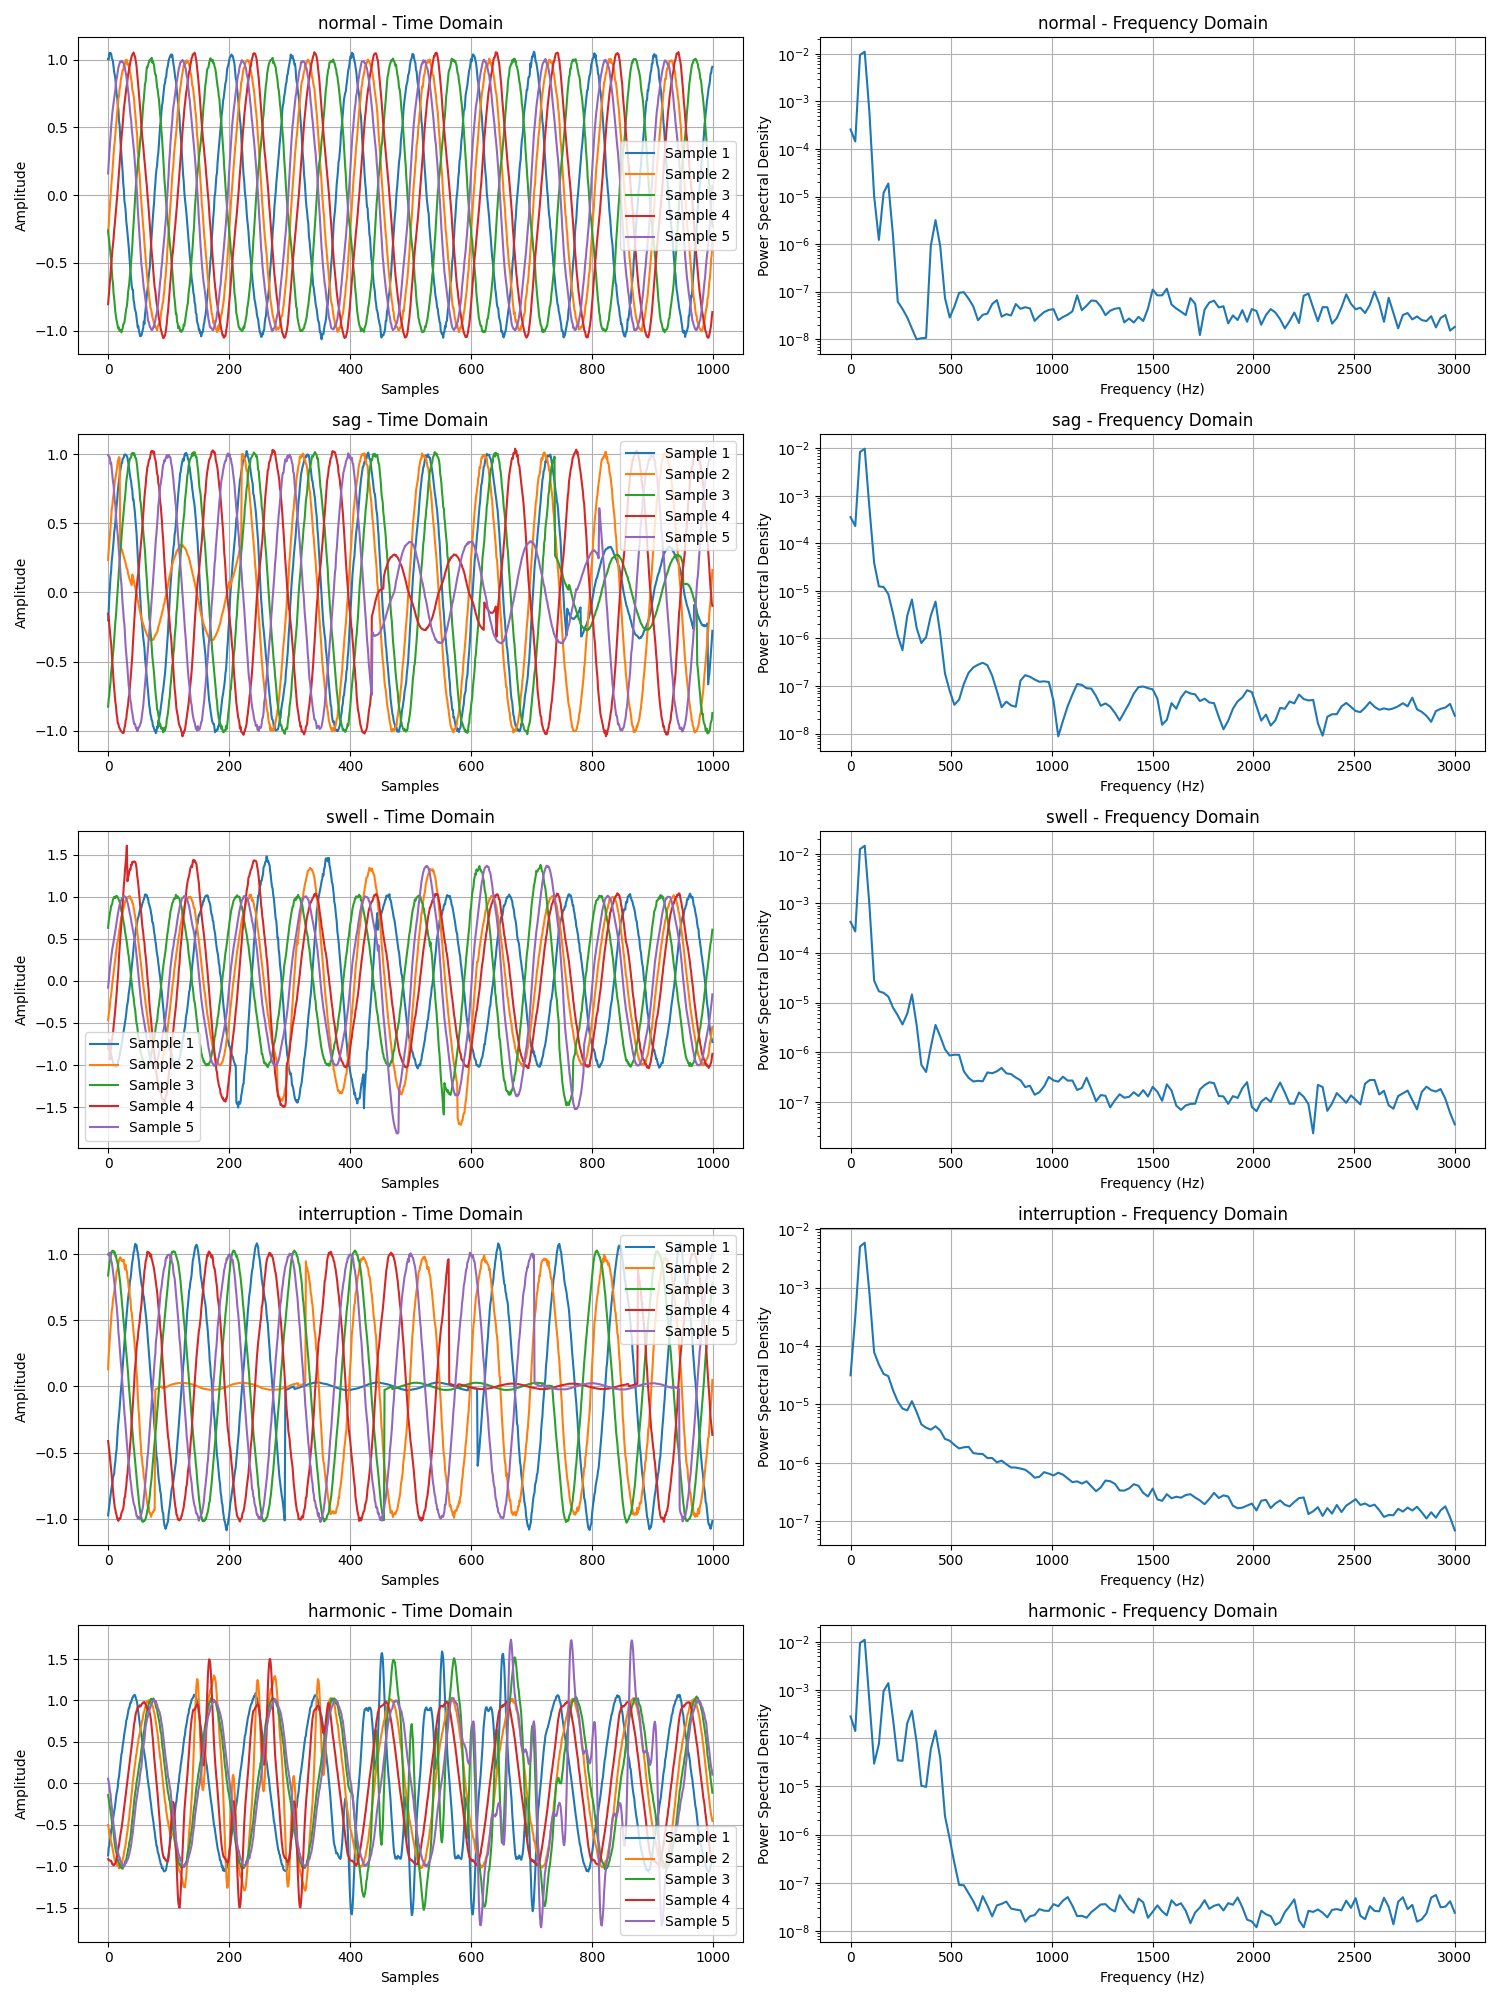 normal - Time Domain
Amplitude
1.0
0.5
0.0
−0.5
−1.0
Sample 1
Sample 2
Sample 3
Sample 4
Sample 5
0 200 400 600 800 1000
Samples
normal - Frequency Domain
Power Spectral Density
10⁻²
10⁻³
10⁻⁴
10⁻⁵
10⁻⁶
10⁻⁷
10⁻⁸
0 500 1000 1500 2000 2500 3000
Frequency (Hz)
sag - Time Domain
Amplitude
1.0
0.5
0.0
−0.5
−1.0
Sample 1
Sample 2
Sample 3
Sample 4
Sample 5
0 200 400 600 800 1000
Samples
sag - Frequency Domain
Power Spectral Density
10⁻²
10⁻³
10⁻⁴
10⁻⁵
10⁻⁶
10⁻⁷
10⁻⁸
0 500 1000 1500 2000 2500 3000
Frequency (Hz)
swell - Time Domain
Amplitude
1.5
1.0
0.5
0.0
−0.5
−1.0
−1.5
Sample 1
Sample 2
Sample 3
Sample 4
Sample 5
0 200 400 600 800 1000
Samples
swell - Frequency Domain
Power Spectral Density
10⁻²
10⁻³
10⁻⁴
10⁻⁵
10⁻⁶
10⁻⁷
0 500 1000 1500 2000 2500 3000
Frequency (Hz)
interruption - Time Domain
Amplitude
1.0
0.5
0.0
−0.5
−1.0
Sample 1
Sample 2
Sample 3
Sample 4
Sample 5
0 200 400 600 800 1000
Samples
interruption - Frequency Domain
Power Spectral Density
10⁻²
10⁻³
10⁻⁴
10⁻⁵
10⁻⁶
10⁻⁷
0 500 1000 1500 2000 2500 3000
Frequency (Hz)
harmonic - Time Domain
Amplitude
1.5
1.0
0.5
0.0
−0.5
−1.0
−1.5
Sample 1
Sample 2
Sample 3
Sample 4
Sample 5
0 200 400 600 800 1000
Samples
harmonic - Frequency Domain
Power Spectral Density
10⁻²
10⁻³
10⁻⁴
10⁻⁵
10⁻⁶
10⁻⁷
10⁻⁸
0 500 1000 1500 2000 2500 3000
Frequency (Hz)